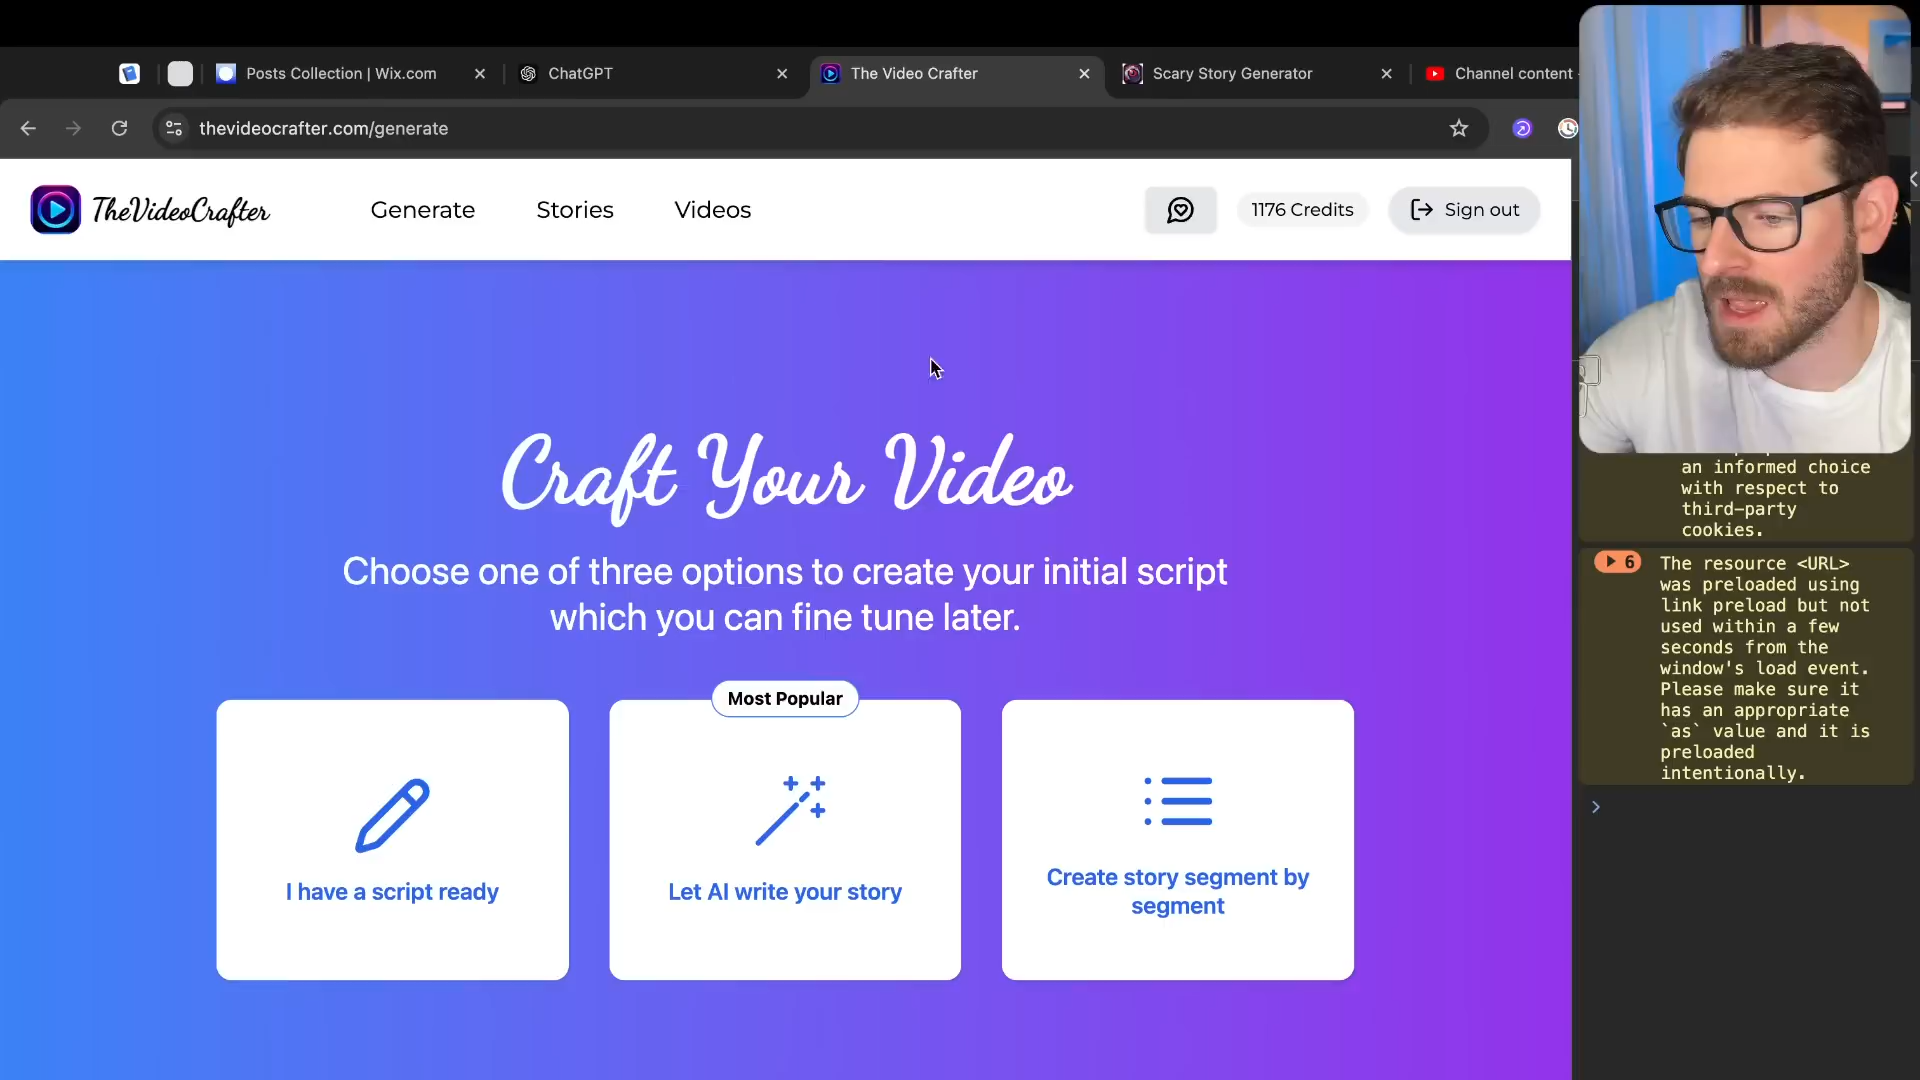 Posts Collection | Wix.com
ChatGPT
The Video Crafter
Scary Story Generator
Channel content
thevideocrafter.com/generate
TheVideoCrafter
Generate
Stories
Videos
1176 Credits
Sign out
Craft Your Video
Choose one of three options to create your initial script
which you can fine tune later.
Most Popular
I have a script ready
Let AI write your story
Create story segment by
segment
an informed choice
with respect to
third-party
cookies.
6
The resource <URL>
was preloaded using
link preload but not
used within a few
seconds from the
window's load event.
Please make sure it
has an appropriate
`as` value and it is
preloaded
intentionally.